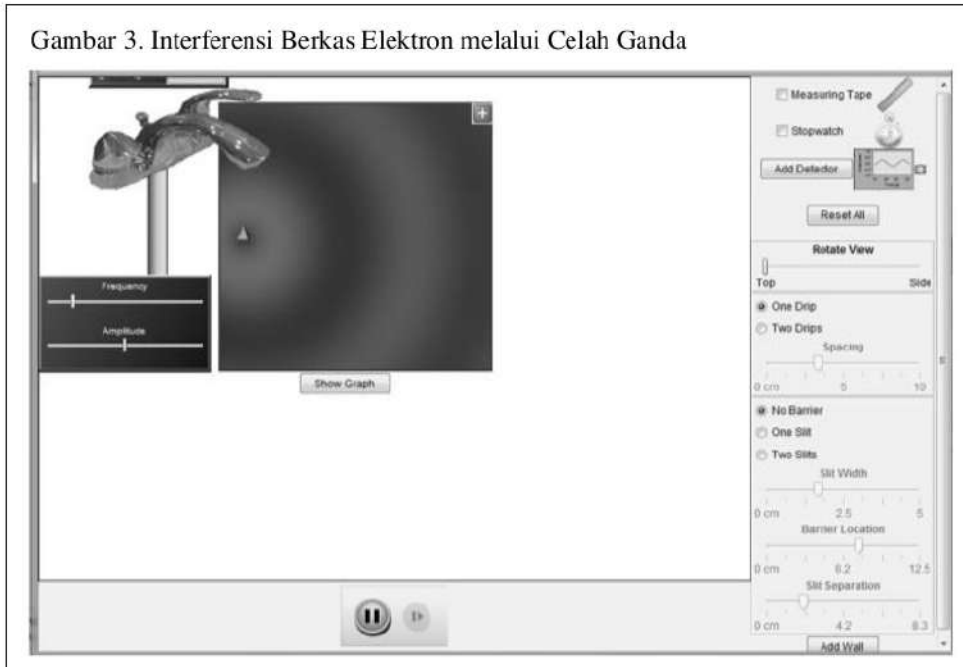 Gambar 3. Interferensi Berkas Elektron melalui Celah Ganda
Measuring Tape
Stopwatch
Add Detector
Reset All
Rotate View
Top Side
One Drip
Two Drips
Spacing
0 cm 5 10
No Barrier
One Slit
Two Slits
Slit Width
0 cm 2.5 5
Barrier Location
0 cm 6.2 12.5
Slit Separation
0 cm 4.2 8.3
Add Wall
Frequency
Amplitude
Show Graph